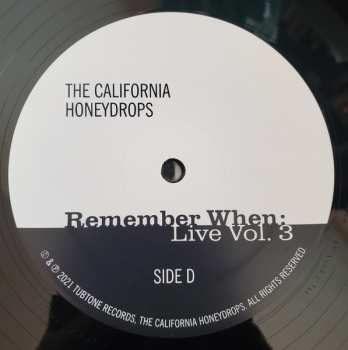 THE CALIFORNIA
HONEYDROPS
Remember When:
Live Vol. 3
SIDE D
© & ℗ 2021 TUBTONE RECORDS, THE CALIFORNIA HONEYDROPS. ALL RIGHTS RESERVED